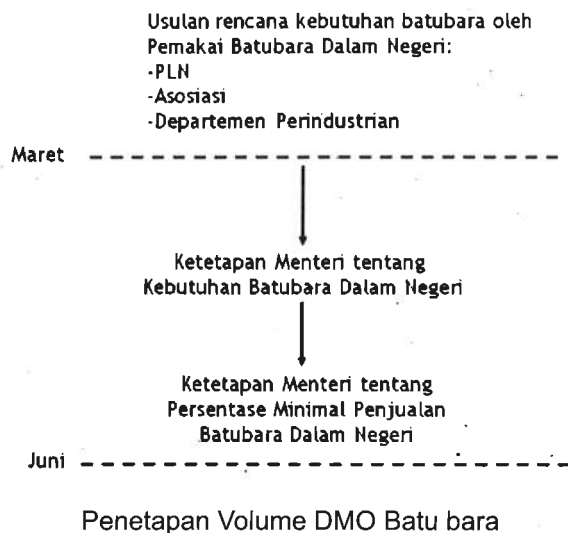 Usulan rencana kebutuhan batubara oleh
Pemakai Batubara Dalam Negeri:
-PLN
-Asosiasi
-Departemen Perindustrian
Maret
Ketetapan Menteri tentang
Kebutuhan Batubara Dalam Negeri
Ketetapan Menteri tentang
Persentase Minimal Penjualan
Batubara Dalam Negeri
Juni
Penetapan Volume DMO Batu bara